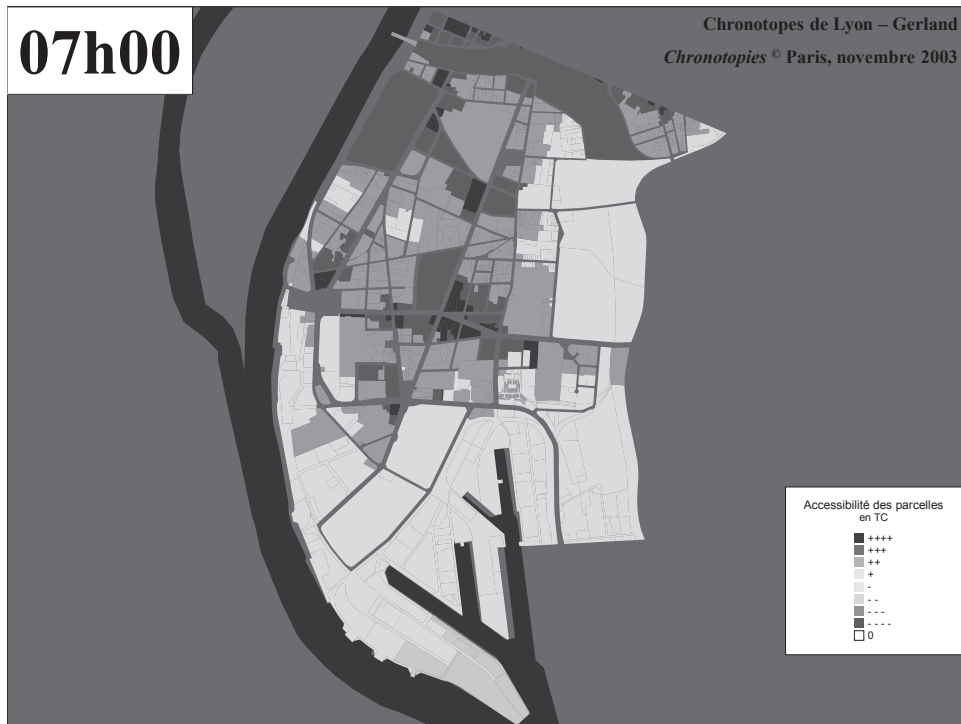 07h00
Chronotopes de Lyon – Gerland
Chronotopies © Paris, novembre 2003
Accessibilité des parcelles
en TC
++++
+++
++
+
-
- -
- - -
- - - -
0